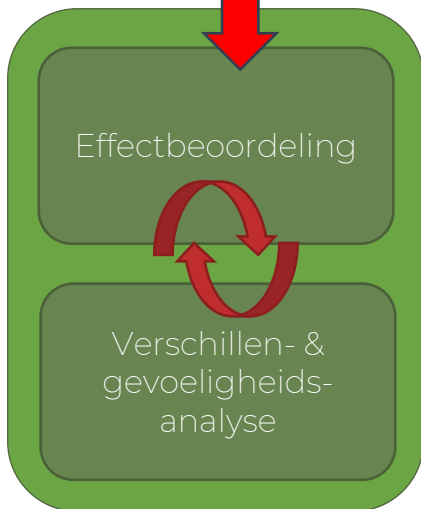 Effectbeoordeling
Verschillen- &
gevoeligheids-
analyse